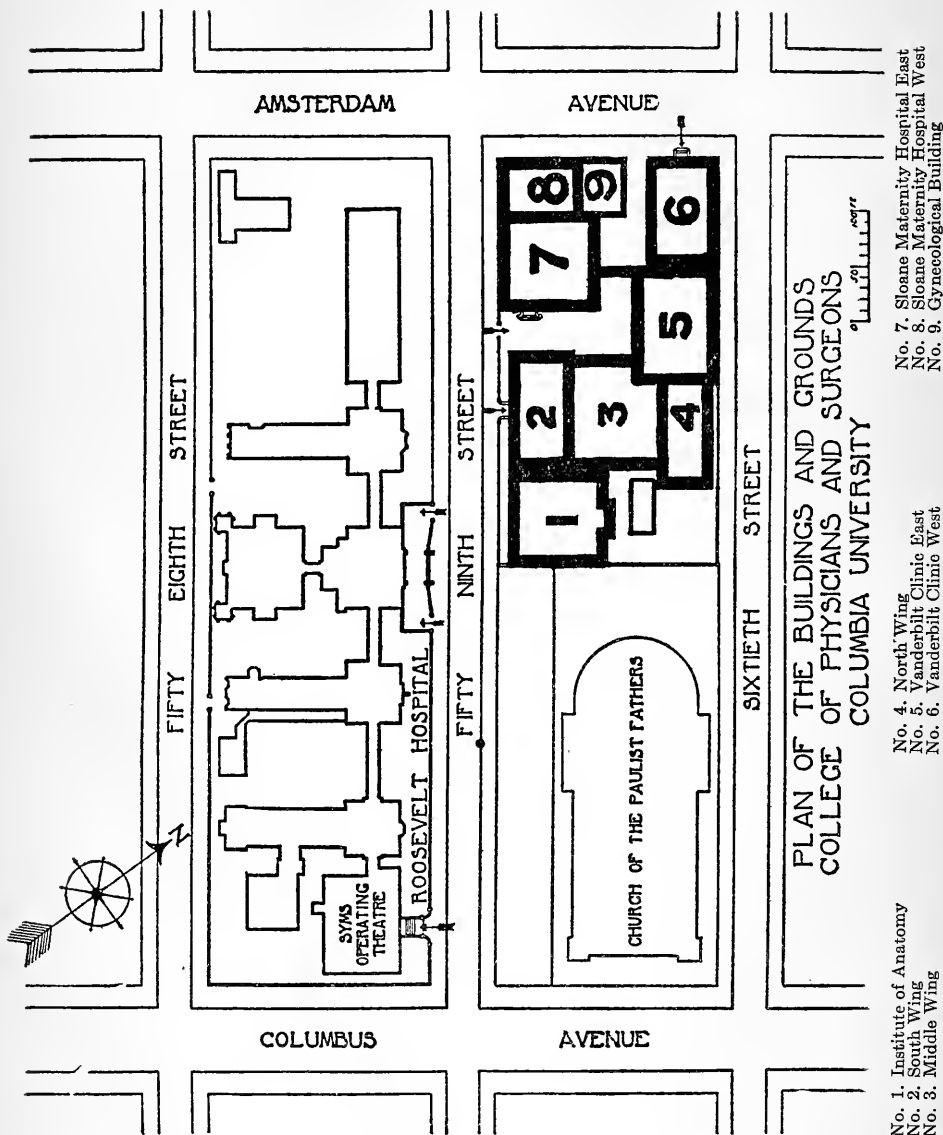 AMSTERDAM AVENUE
FIFTY EIGHTH STREET
FIFTY NINTH STREET
SIXTIETH STREET
COLUMBUS AVENUE
ROOSEVELT HOSPITAL
SYMS
OPERATING
THEATRE
CHURCH OF THE PAULIST FATHERS
N
1
2
3
4
5
6
7
8
9
PLAN OF THE BUILDINGS AND GROUNDS
COLLEGE OF PHYSICIANS AND SURGEONS
COLUMBIA UNIVERSITY
0 50
No. 1. Institute of Anatomy
No. 2. South Wing
No. 3. Middle Wing
No. 4. North Wing
No. 5. Vanderbilt Clinic East
No. 6. Vanderbilt Clinic West
No. 7. Sloane Maternity Hospital East
No. 8. Sloane Maternity Hospital West
No. 9. Gynecological Building